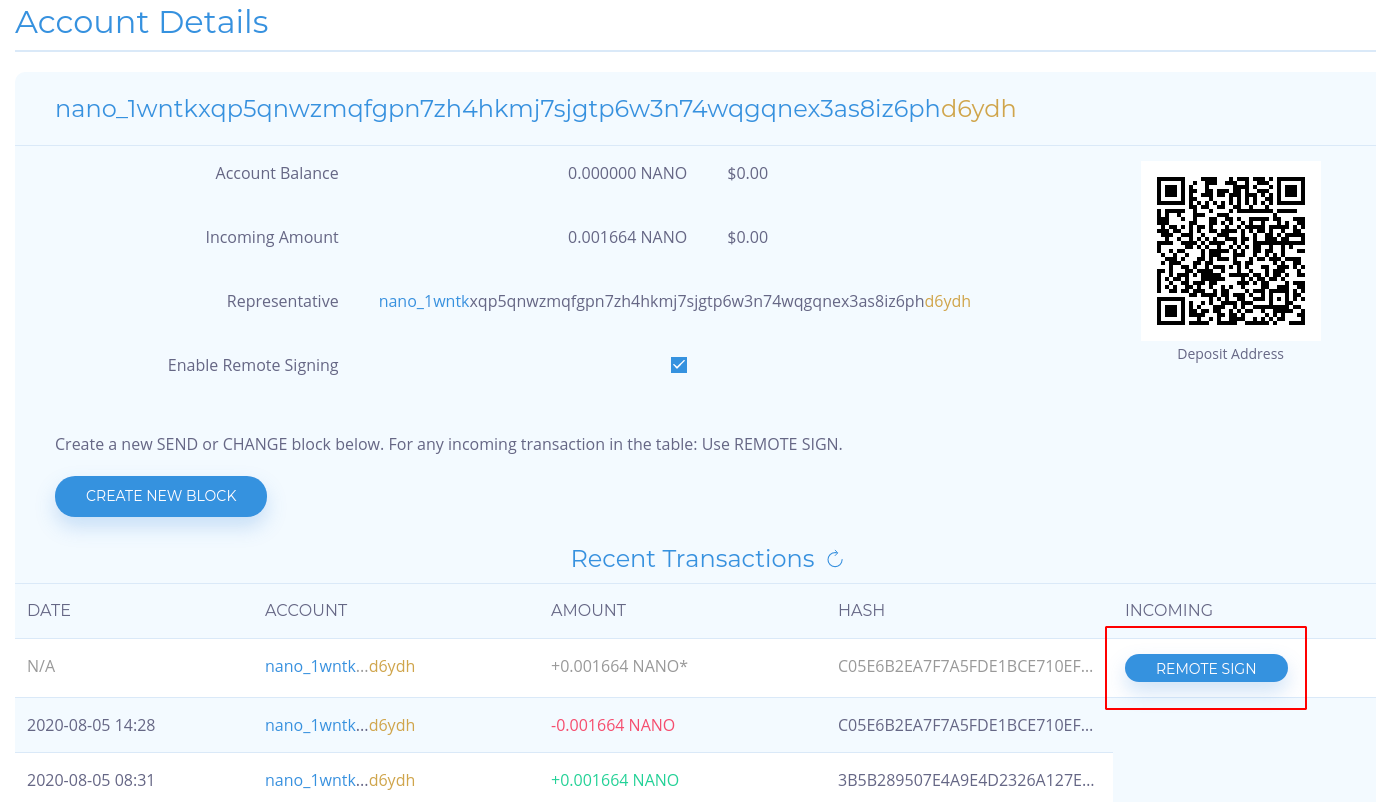 Account Details
nano_1wntkxqp5qnwzmqfgpn7zh4hkmj7sjgtp6w3n74wqgqnex3as8iz6phd6ydh
Account Balance 0.000000 NANO $0.00
Incoming Amount 0.001664 NANO $0.00
Representative nano_1wntkxqp5qnwzmqfgpn7zh4hkmj7sjgtp6w3n74wqgqnex3as8iz6phd6ydh
Enable Remote Signing
Deposit Address
Create a new SEND or CHANGE block below. For any incoming transaction in the table: Use REMOTE SIGN.
CREATE NEW BLOCK
Recent Transactions
DATE ACCOUNT AMOUNT HASH INCOMING
N/A nano_1wntk...d6ydh +0.001664 NANO* C05E6B2EA7F7A5FDE1BCE710EF... REMOTE SIGN
2020-08-05 14:28 nano_1wntk...d6ydh -0.001664 NANO C05E6B2EA7F7A5FDE1BCE710EF...
2020-08-05 08:31 nano_1wntk...d6ydh +0.001664 NANO 3B5B289507E4A9E4D2326A127E...